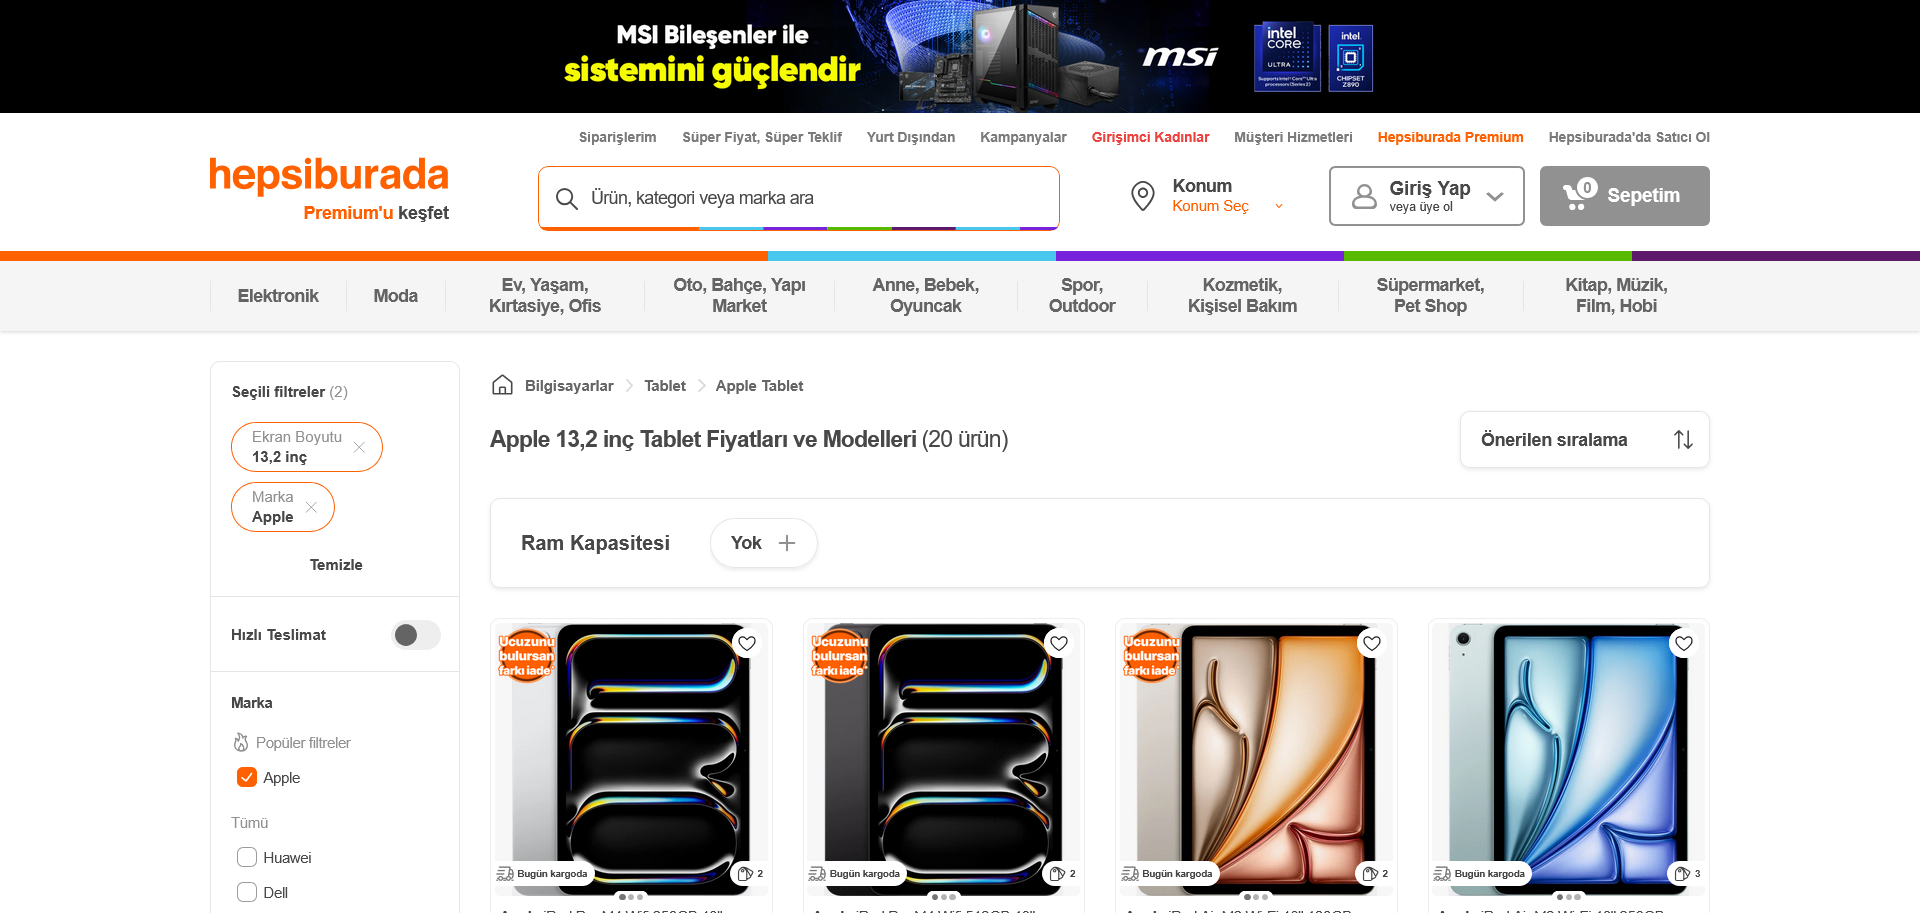 MSI Bileşenler ile
sistemini güçlendir
msi
intel
CORE
ULTRA
Supports Intel® Core™ Ultra
processors (Series 2)
intel.
CHIPSET
Z890
Siparişlerim
Süper Fiyat, Süper Teklif
Yurt Dışından
Kampanyalar
Girişimci Kadınlar
Müşteri Hizmetleri
Hepsiburada Premium
Hepsiburada'da Satıcı Ol
hepsiburada
Premium'u keşfet
Ürün, kategori veya marka ara
Konum
Konum Seç
Giriş Yap
veya üye ol
0
Sepetim
Elektronik
Moda
Ev, Yaşam,
Kırtasiye, Ofis
Oto, Bahçe, Yapı
Market
Anne, Bebek,
Oyuncak
Spor,
Outdoor
Kozmetik,
Kişisel Bakım
Süpermarket,
Pet Shop
Kitap, Müzik,
Film, Hobi
Seçili filtreler (2)
Ekran Boyutu
13,2 inç
Marka
Apple
Temizle
Hızlı Teslimat
Marka
Popüler filtreler
Apple
Tümü
Huawei
Dell
Bilgisayarlar
Tablet
Apple Tablet
Apple 13,2 inç Tablet Fiyatları ve Modelleri (20 ürün)
Önerilen sıralama
Ram Kapasitesi
Yok
Ucuzunu
bulursan
farkı iade
Bugün kargoda
2
Ucuzunu
bulursan
farkı iade
Bugün kargoda
2
Ucuzunu
bulursan
farkı iade
Bugün kargoda
2
Bugün kargoda
3